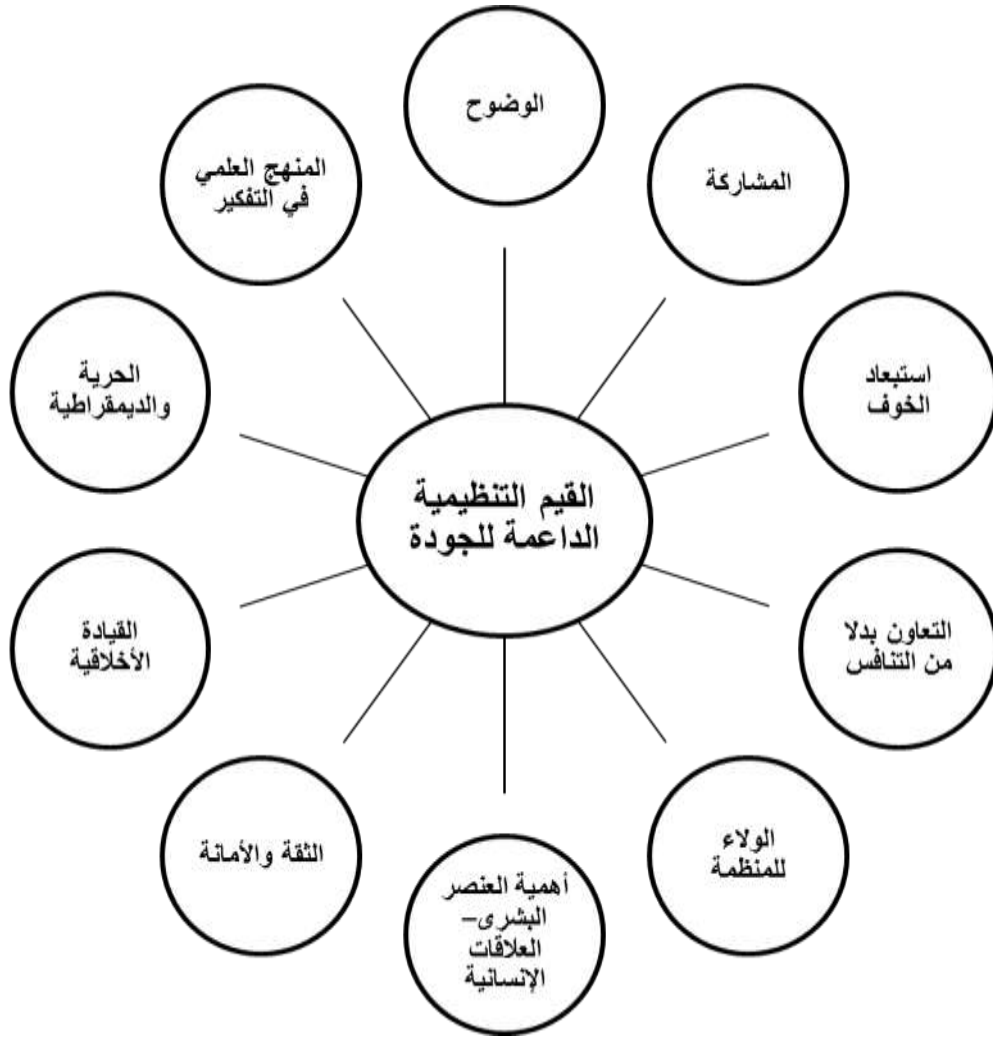 الوضوح
المشاركة
استبعاد
الخوف
التعاون بدلا
من التنافس
الولاء
للمنظمة
أهمية العنصر
البشرى–
العلاقات
الإنسانية
الثقة والأمانة
القيادة
الأخلاقية
الحرية
والديمقراطية
المنهج العلمي
في التفكير
القيم التنظيمية
الداعمة للجودة